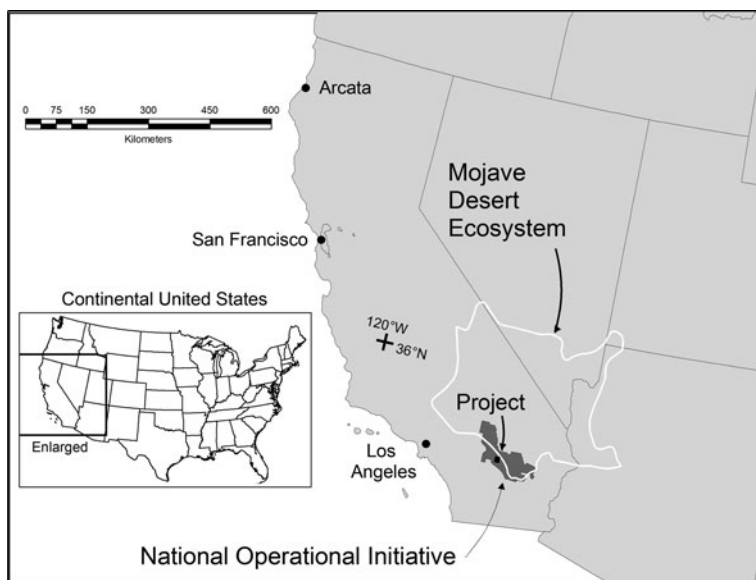 Arcata
0 75 150 300 450 600
Kilometers
Mojave
Desert
Ecosystem
San Francisco
Continental United States
120°W
36°N
Project
Enlarged
Los
Angeles
National Operational Initiative